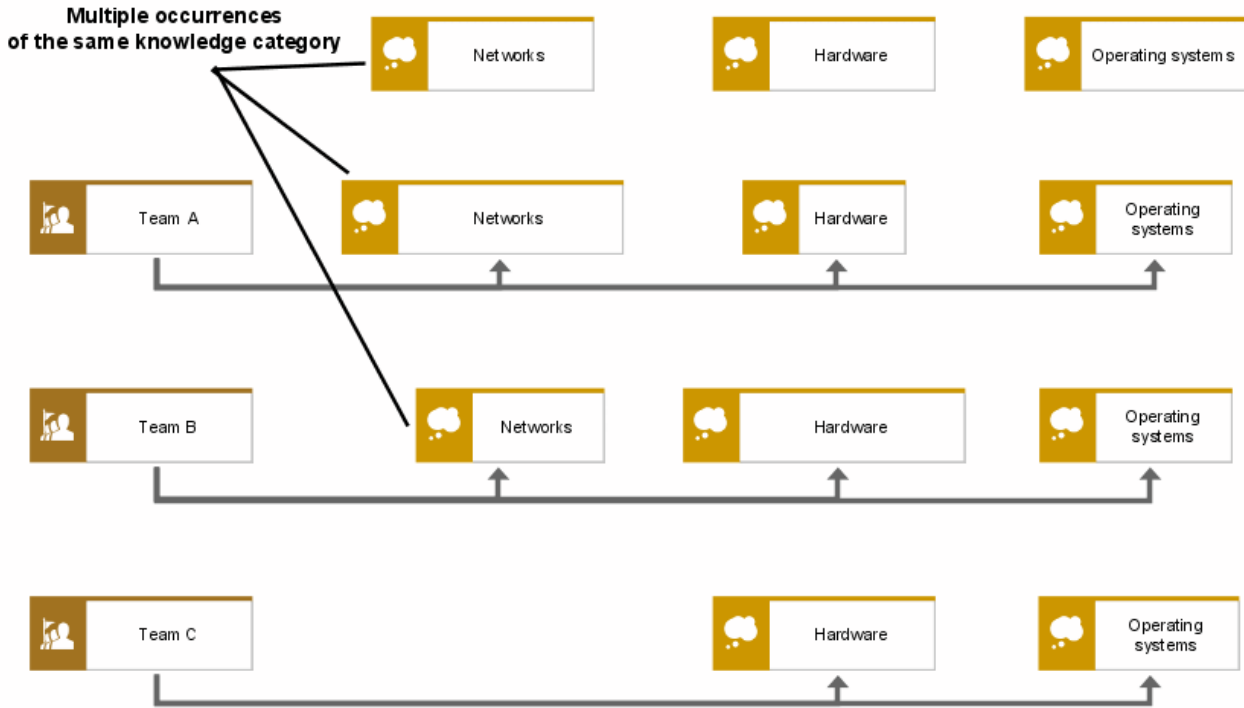 Multiple occurrences
of the same knowledge category
Networks
Hardware
Operating systems
Team A
Networks
Hardware
Operating
systems
Team B
Networks
Hardware
Operating
systems
Team C
Hardware
Operating
systems